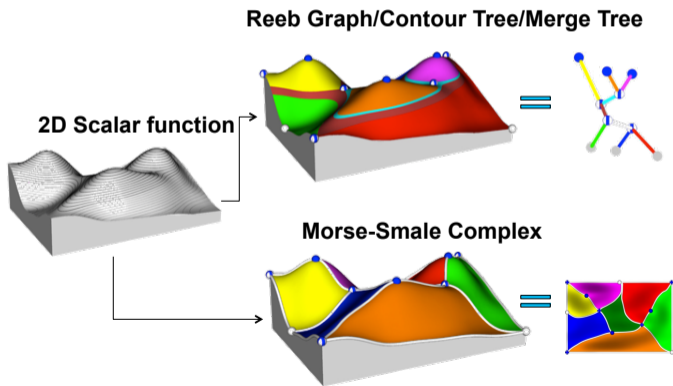 Reeb Graph/Contour Tree/Merge Tree
2D Scalar function
Morse-Smale Complex